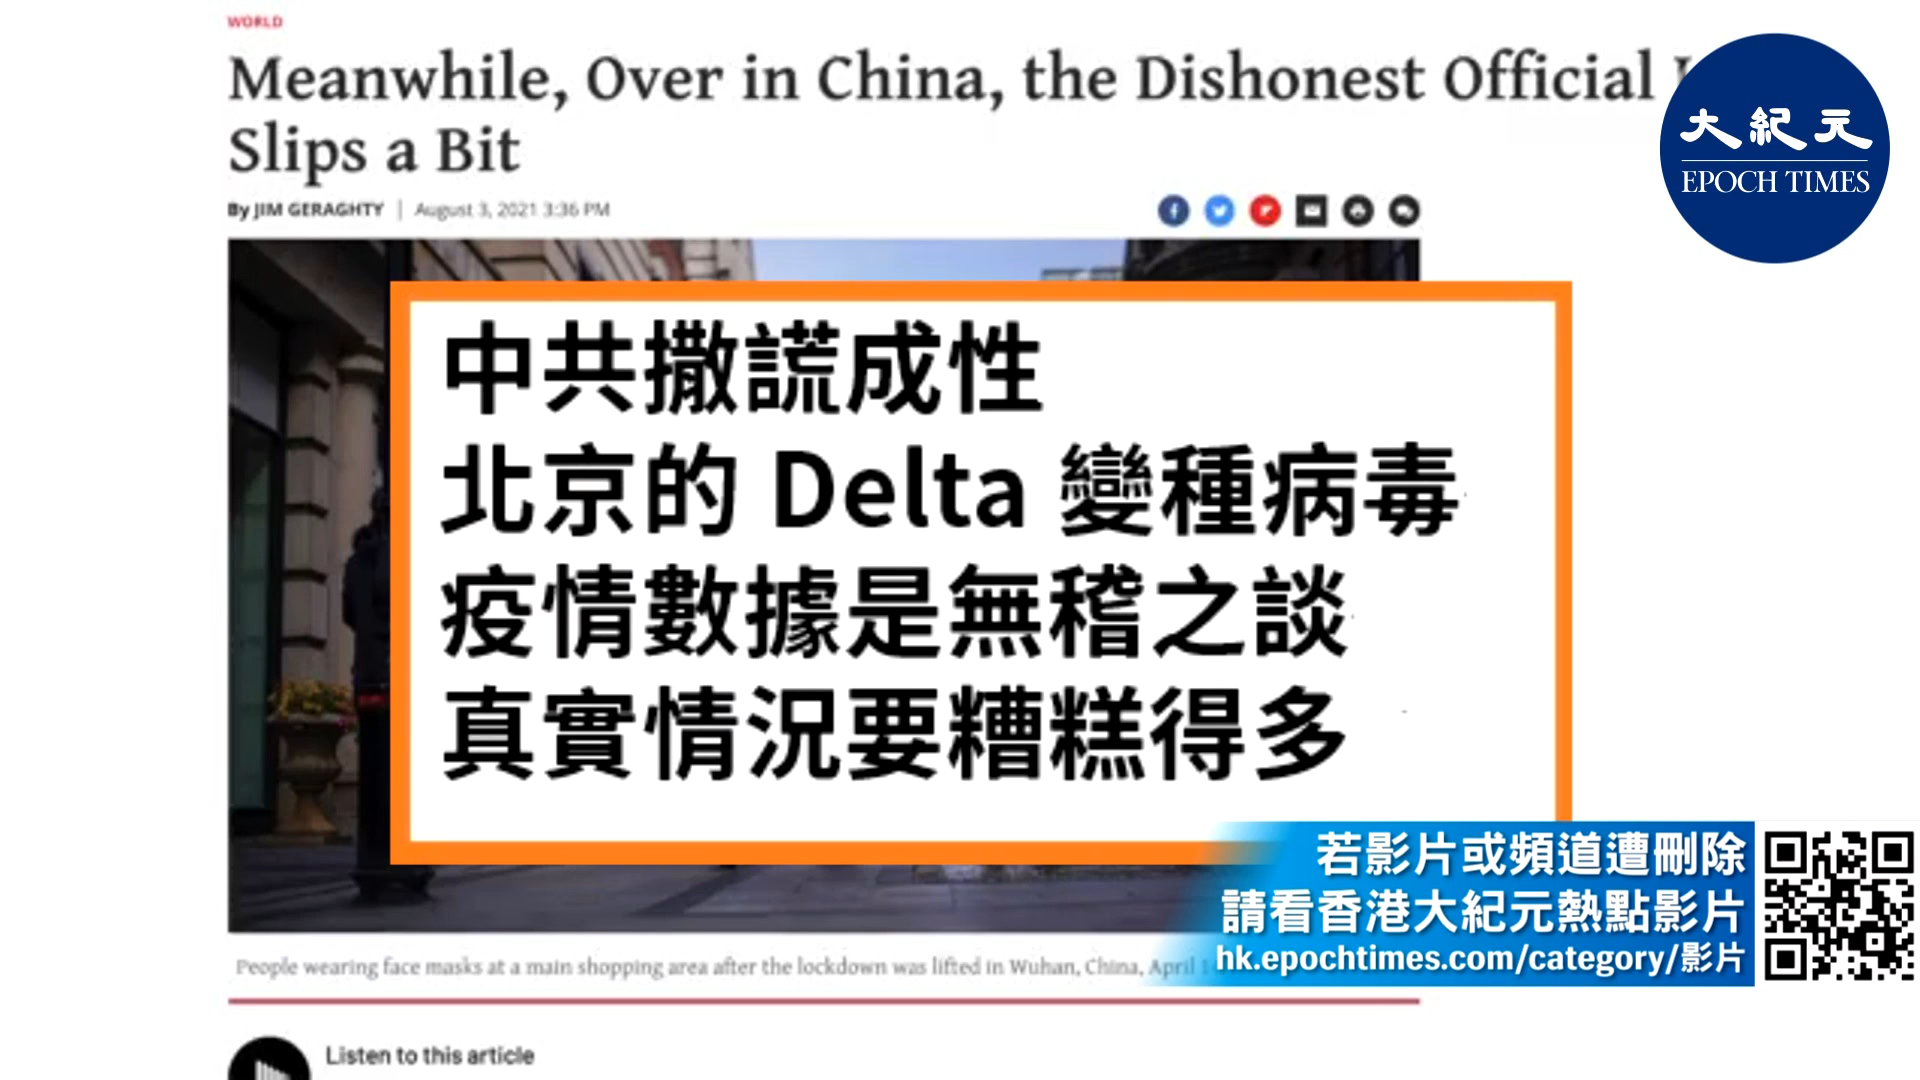 WORLD
Meanwhile, Over in China, the Dishonest Official
Slips a Bit
By JIM GERAGHTY | August 3, 2021 3:36 PM
大紀元
EPOCH TIMES
中共撒謊成性
北京的 Delta 變種病毒
疫情數據是無稽之談
真實情況要糟糕得多
若影片或頻道遭刪除
請看香港大紀元熱點影片
hk.epochtimes.com/category/影片
People wearing face masks at a main shopping area after the lockdown was lifted in Wuhan, China, April
Listen to this article